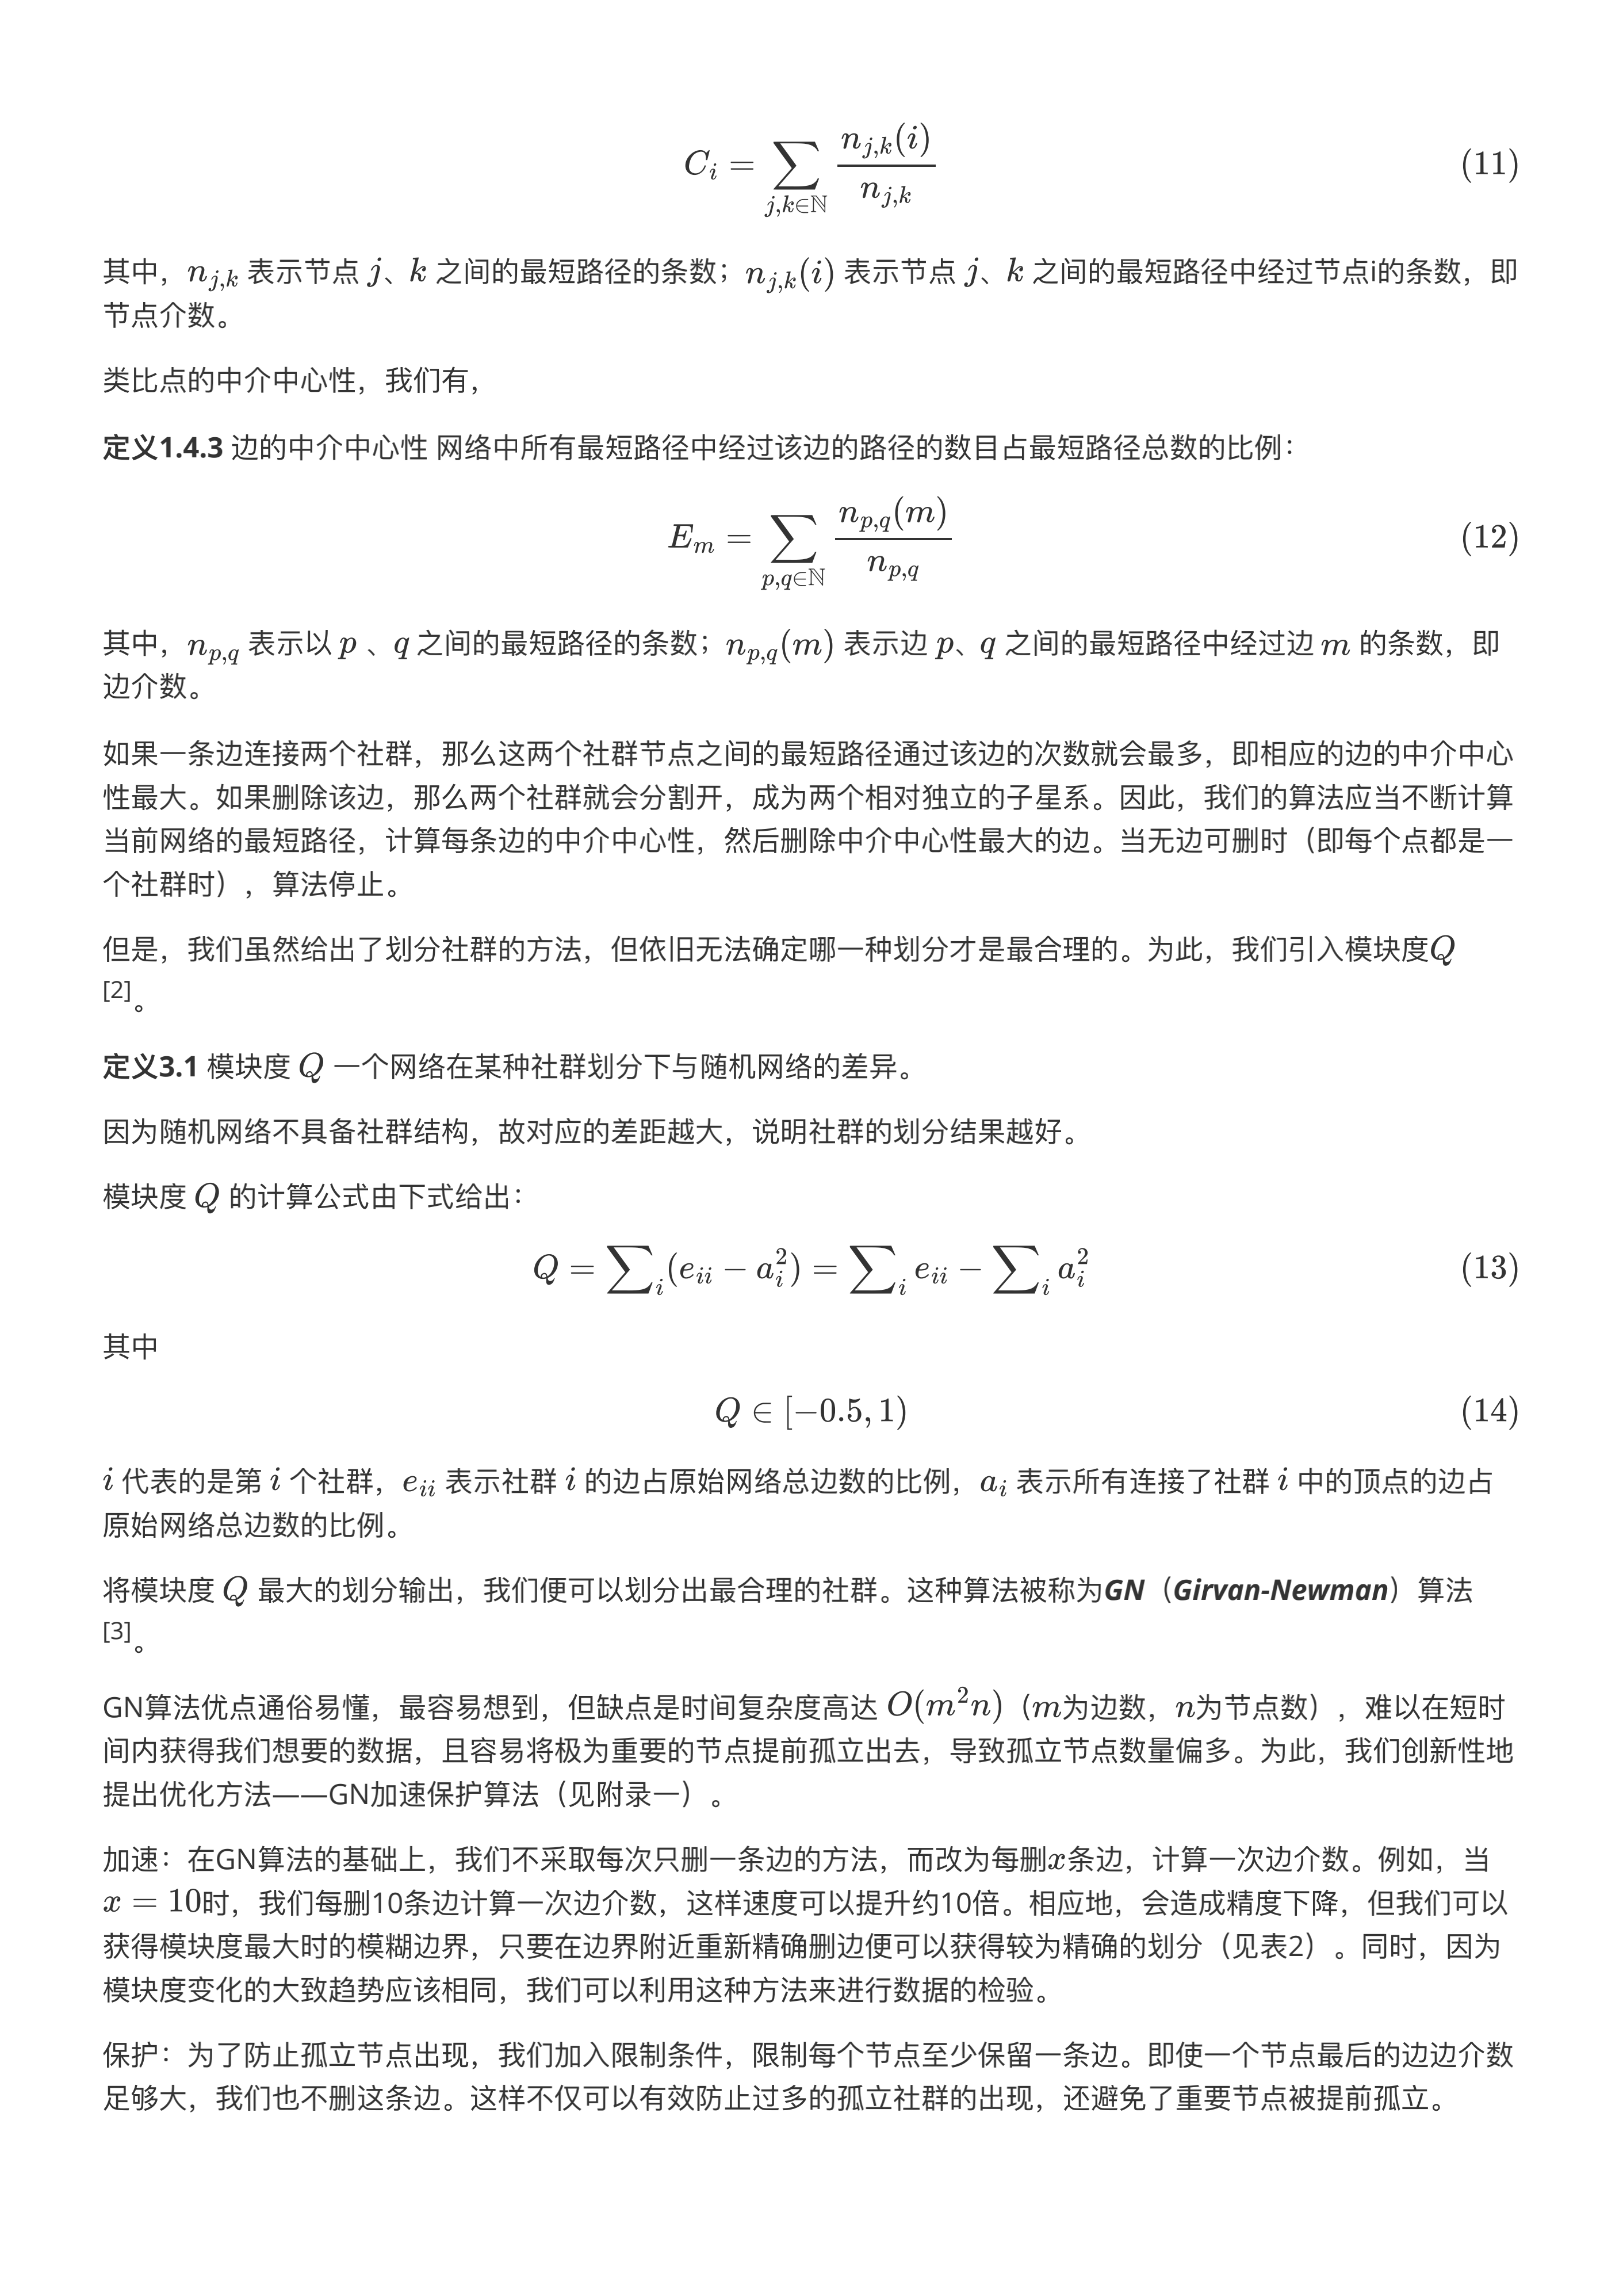 C_i = ∑_{j,k∈ℕ} n_{j,k}(i) / n_{j,k} (11)
其中，n_{j,k} 表示节点 j、k 之间的最短路径的条数；n_{j,k}(i) 表示节点 j、k 之间的最短路径中经过节点i的条数，即
节点介数。
类比点的中介中心性，我们有，
定义1.4.3 边的中介中心性 网络中所有最短路径中经过该边的路径的数目占最短路径总数的比例：
E_m = ∑_{p,q∈ℕ} n_{p,q}(m) / n_{p,q} (12)
其中，n_{p,q} 表示以 p 、q 之间的最短路径的条数；n_{p,q}(m) 表示边 p、q 之间的最短路径中经过边 m 的条数，即
边介数。
如果一条边连接两个社群，那么这两个社群节点之间的最短路径通过该边的次数就会最多，即相应的边的中介中心
性最大。如果删除该边，那么两个社群就会分割开，成为两个相对独立的子星系。因此，我们的算法应当不断计算
当前网络的最短路径，计算每条边的中介中心性，然后删除中介中心性最大的边。当无边可删时（即每个点都是一
个社群时），算法停止。
但是，我们虽然给出了划分社群的方法，但依旧无法确定哪一种划分才是最合理的。为此，我们引入模块度Q
[2]。
定义3.1 模块度 Q 一个网络在某种社群划分下与随机网络的差异。
因为随机网络不具备社群结构，故对应的差距越大，说明社群的划分结果越好。
模块度 Q 的计算公式由下式给出：
Q = ∑_i (e_{ii} − a_i^2) = ∑_i e_{ii} − ∑_i a_i^2 (13)
其中
Q ∈ [−0.5, 1) (14)
i 代表的是第 i 个社群，e_{ii} 表示社群 i 的边占原始网络总边数的比例，a_i 表示所有连接了社群 i 中的顶点的边占
原始网络总边数的比例。
将模块度 Q 最大的划分输出，我们便可以划分出最合理的社群。这种算法被称为GN（Girvan-Newman）算法
[3]。
GN算法优点通俗易懂，最容易想到，但缺点是时间复杂度高达 O(m^2n)（m为边数，n为节点数），难以在短时
间内获得我们想要的数据，且容易将极为重要的节点提前孤立出去，导致孤立节点数量偏多。为此，我们创新性地
提出优化方法——GN加速保护算法（见附录一）。
加速：在GN算法的基础上，我们不采取每次只删一条边的方法，而改为每删x条边，计算一次边介数。例如，当
x = 10时，我们每删10条边计算一次边介数，这样速度可以提升约10倍。相应地，会造成精度下降，但我们可以
获得模块度最大时的模糊边界，只要在边界附近重新精确删边便可以获得较为精确的划分（见表2）。同时，因为
模块度变化的大致趋势应该相同，我们可以利用这种方法来进行数据的检验。
保护：为了防止孤立节点出现，我们加入限制条件，限制每个节点至少保留一条边。即使一个节点最后的边边介数
足够大，我们也不删这条边。这样不仅可以有效防止过多的孤立社群的出现，还避免了重要节点被提前孤立。